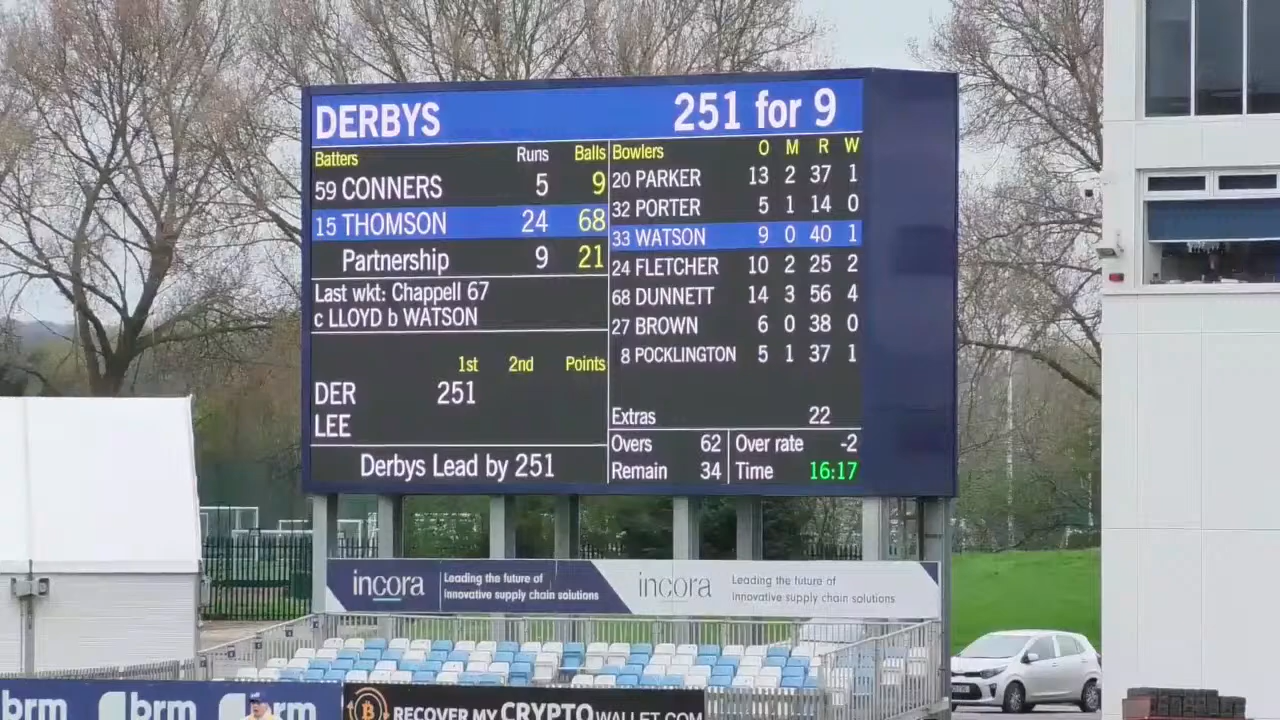 DERBYS 251 for 9
Batters Runs Balls
59 CONNERS 5 9
15 THOMSON 24 68
Partnership 9 21
Last wkt: Chappell 67
c LLOYD b WATSON
1st 2nd Points
DER 251
LEE
Derbys Lead by 251
Bowlers O M R W
20 PARKER 13 2 37 1
32 PORTER 5 1 14 0
33 WATSON 9 0 40 1
24 FLETCHER 10 2 25 2
68 DUNNETT 14 3 56 4
27 BROWN 6 0 38 0
8 POCKLINGTON 5 1 37 1
Extras 22
Overs 62 Over rate -2
Remain 34 Time 16:17
incora Leading the future of
innovative supply chain solutions
incora Leading the future of
innovative supply chain solutions
brm brm brm
RECOVER MY CRYPTO WALLET.COM